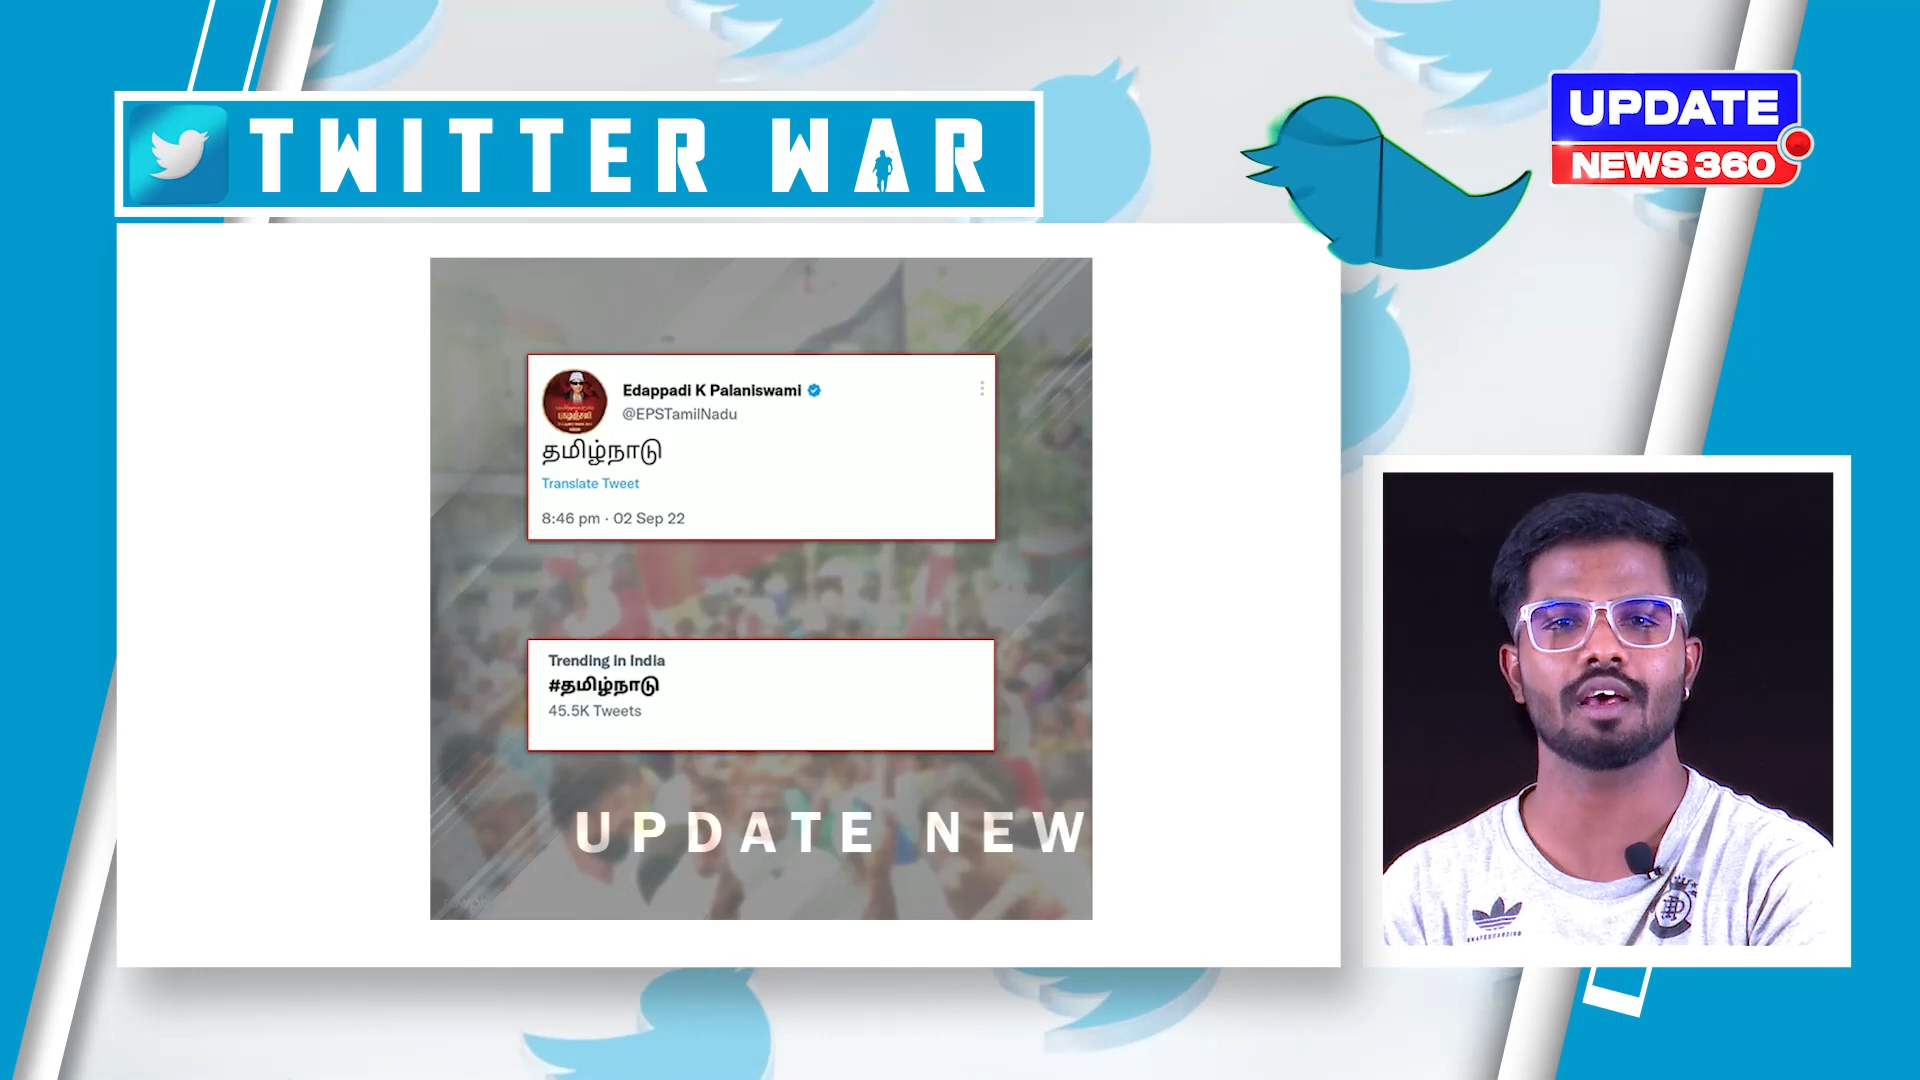 TWITTER WAR
UPDATE
NEWS 360
Edappadi K Palaniswami
@EPSTamilNadu
தமிழ்நாடு
Translate Tweet
8:46 pm · 02 Sep 22
Trending in India
#தமிழ்நாடு
45.5K Tweets
UPDATE NEW